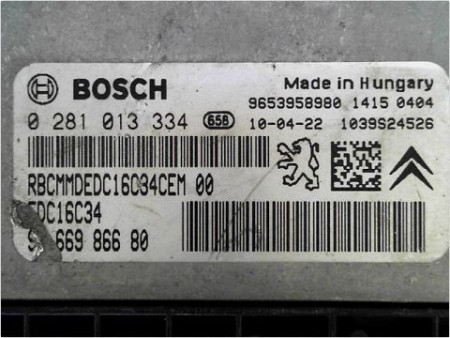 BOSCH
Made in Hungary
9653958980 1415 0404
0 281 013 334 658 10-04-22 1039S24526
RBCMMDEDC16C34CEM 00
EDC16C34
669 866 80